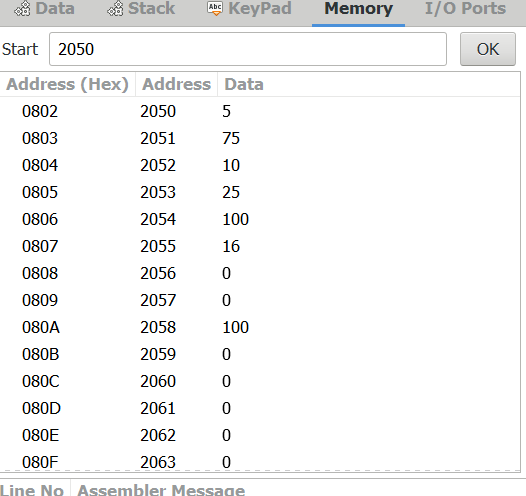 Data Stack KeyPad Memory I/O Ports
Start 2050 OK
Address (Hex) Address Data
0802 2050 5
0803 2051 75
0804 2052 10
0805 2053 25
0806 2054 100
0807 2055 16
0808 2056 0
0809 2057 0
080A 2058 100
080B 2059 0
080C 2060 0
080D 2061 0
080E 2062 0
080F 2063 0
Line No Assembler Message